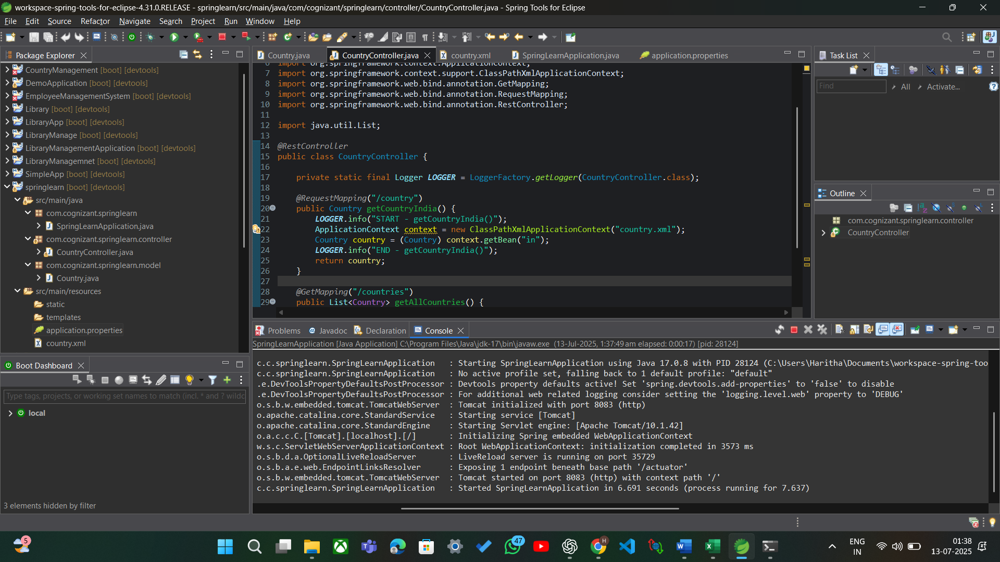 workspace-spring-tools-for-eclipse-4.31.0.RELEASE - springlearn/src/main/java/com/cognizant/springlearn/controller/CountryController.java - Spring Tools for Eclipse
File Edit Source Refactor Navigate Search Project Run Window Help
Package Explorer
CountryManagement [boot] [devtools]
DemoApplication [boot] [devtools]
EmployeeManagementSystem [boot] [devtools]
Library [boot] [devtools]
LibraryApp [boot] [devtools]
LibraryManage [boot] [devtools]
LibraryManagementApplication [boot] [devtools]
LibraryManagemnet [boot] [devtools]
SimpleApp [boot] [devtools]
springlearn [boot] [devtools]
src/main/java
com.cognizant.springlearn
SpringLearnApplication.java
com.cognizant.springlearn.controller
CountryController.java
com.cognizant.springlearn.model
Country.java
src/main/resources
static
templates
application.properties
country.xml
Boot Dashboard
Type tags, projects, or working set names to match (incl. * and ? wildc
local
3 elements hidden by filter
Country.java CountryController.java country.xml SpringLearnApplication.java application.properties
6 import org.springframework.context.ApplicationContext;
7 import org.springframework.context.support.ClassPathXmlApplicationContext;
8 import org.springframework.web.bind.annotation.GetMapping;
9 import org.springframework.web.bind.annotation.RequestMapping;
10 import org.springframework.web.bind.annotation.RestController;
11
12 import java.util.List;
13
14 @RestController
15 public class CountryController {
16
17 private static final Logger LOGGER = LoggerFactory.getLogger(CountryController.class);
18
19 @RequestMapping("/country")
20 public Country getCountryIndia() {
21 LOGGER.info("START - getCountryIndia()");
22 ApplicationContext context = new ClassPathXmlApplicationContext("country.xml");
23 Country country = (Country) context.getBean("in");
24 LOGGER.info("END - getCountryIndia()");
25 return country;
26 }
27
28 @GetMapping("/countries")
29 public List<Country> getAllCountries() {
Problems Javadoc Declaration Console
SpringLearnApplication [Java Application] C:\Program Files\Java\jdk-17\bin\javaw.exe (13-Jul-2025, 1:37:49 am elapsed: 0:00:17) [pid: 28124]
c.c.springlearn.SpringLearnApplication : Starting SpringLearnApplication using Java 17.0.8 with PID 28124 (C:\Users\Haritha\Documents\workspace-spring-too
c.c.springlearn.SpringLearnApplication : No active profile set, falling back to 1 default profile: "default"
.e.DevToolsPropertyDefaultsPostProcessor : Devtools property defaults active! Set 'spring.devtools.add-properties' to 'false' to disable
.e.DevToolsPropertyDefaultsPostProcessor : For additional web related logging consider setting the 'logging.level.web' property to 'DEBUG'
o.s.b.w.embedded.tomcat.TomcatWebServer : Tomcat initialized with port 8083 (http)
o.apache.catalina.core.StandardService : Starting service [Tomcat]
o.apache.catalina.core.StandardEngine : Starting Servlet engine: [Apache Tomcat/10.1.42]
o.a.c.c.C.[Tomcat].[localhost].[/] : Initializing Spring embedded WebApplicationContext
w.s.c.ServletWebServerApplicationContext : Root WebApplicationContext: initialization completed in 3573 ms
o.s.b.d.a.OptionalLiveReloadServer : LiveReload server is running on port 35729
o.s.b.a.e.web.EndpointLinksResolver : Exposing 1 endpoint beneath base path '/actuator'
o.s.b.w.embedded.tomcat.TomcatWebServer : Tomcat started on port 8083 (http) with context path '/'
c.c.springlearn.SpringLearnApplication : Started SpringLearnApplication in 6.691 seconds (process running for 7.637)
Task List
Find All Activate...
Outline
com.cognizant.springlearn.controller
CountryController
5
47
H
ENG
IN
01:38
13-07-2025